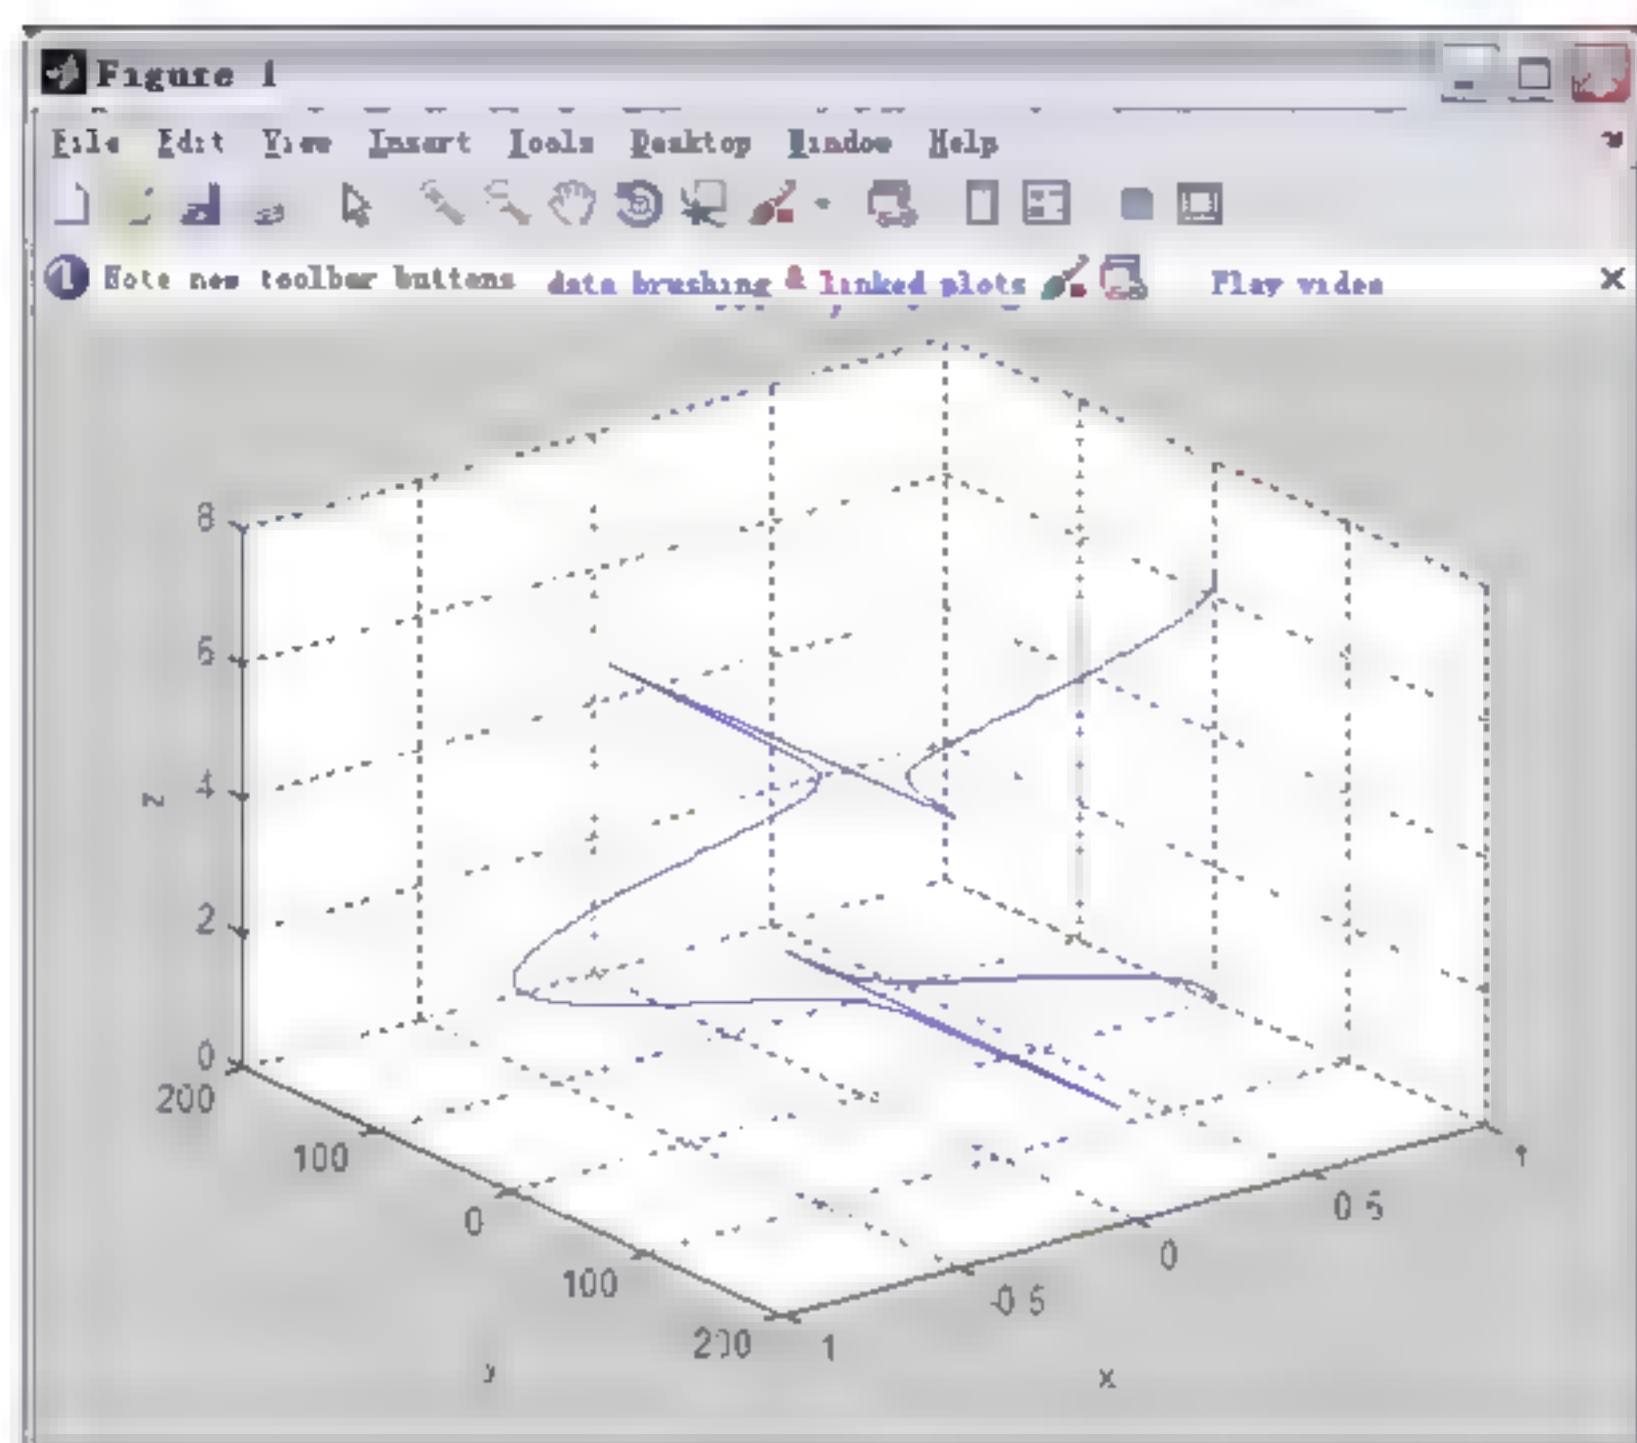 Figure 1
File Edit View Insert Tools Desktop Window Help
Note new toolbar buttons data brushing & linked plots Play video
8
6
4
z
2
0
200
100
0
100
200
1
-0 5
0
0 5
1
y
x